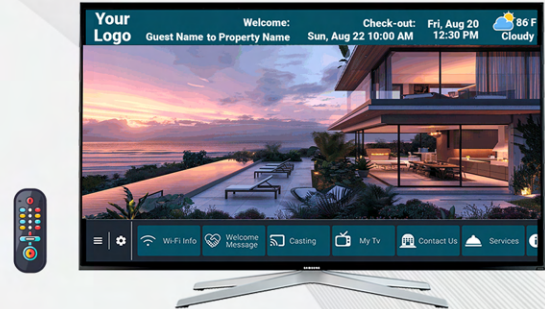 Your Logo
Welcome:
Guest Name to Property Name
Check-out:
Sun, Aug 22 10:00 AM
Fri, Aug 20
12:30 PM
86 F
Cloudy
Wi-Fi Info
Welcome Message
Casting
My Tv
Contact Us
Services
SAMSUNG